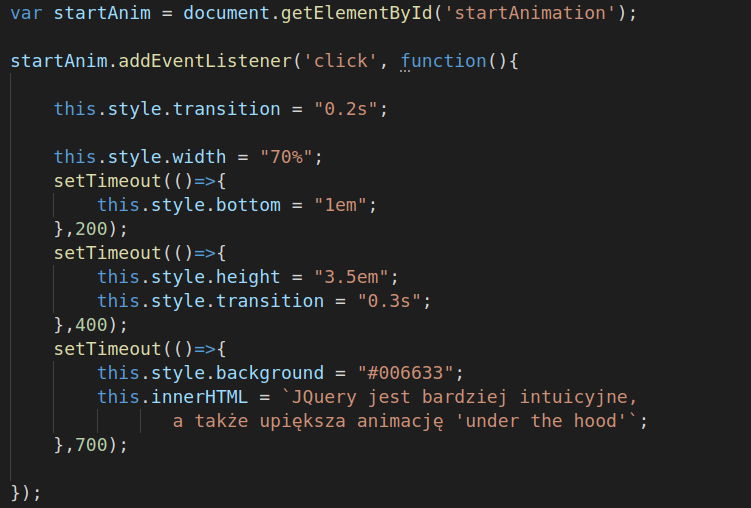 var startAnim = document.getElementById('startAnimation');
startAnim.addEventListener('click', function(){
this.style.transition = "0.2s";
this.style.width = "70%";
setTimeout(()=>{
this.style.bottom = "1em";
},200);
setTimeout(()=>{
this.style.height = "3.5em";
this.style.transition = "0.3s";
},400);
setTimeout(()=>{
this.style.background = "#006633";
this.innerHTML = `JQuery jest bardziej intuicyjne,
a także upiększa animację 'under the hood'`;
},700);
});